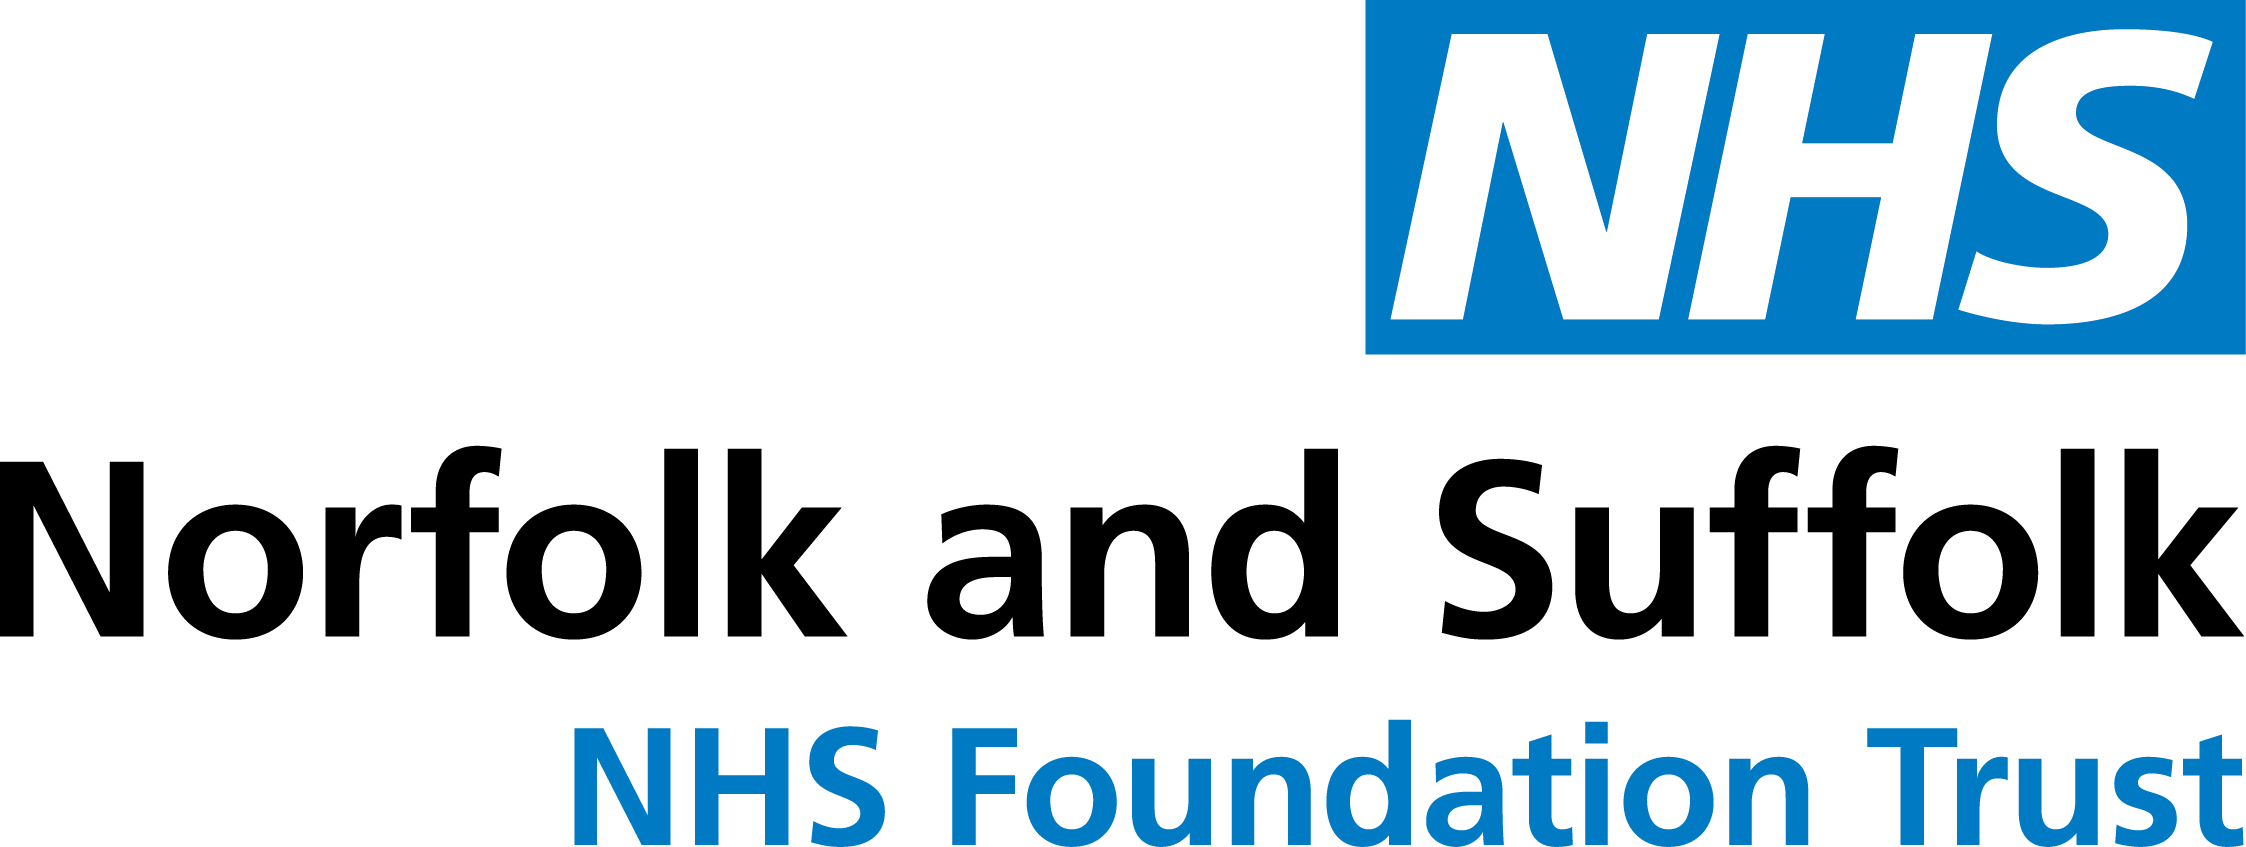 NHS
Norfolk and Suffolk
NHS Foundation Trust